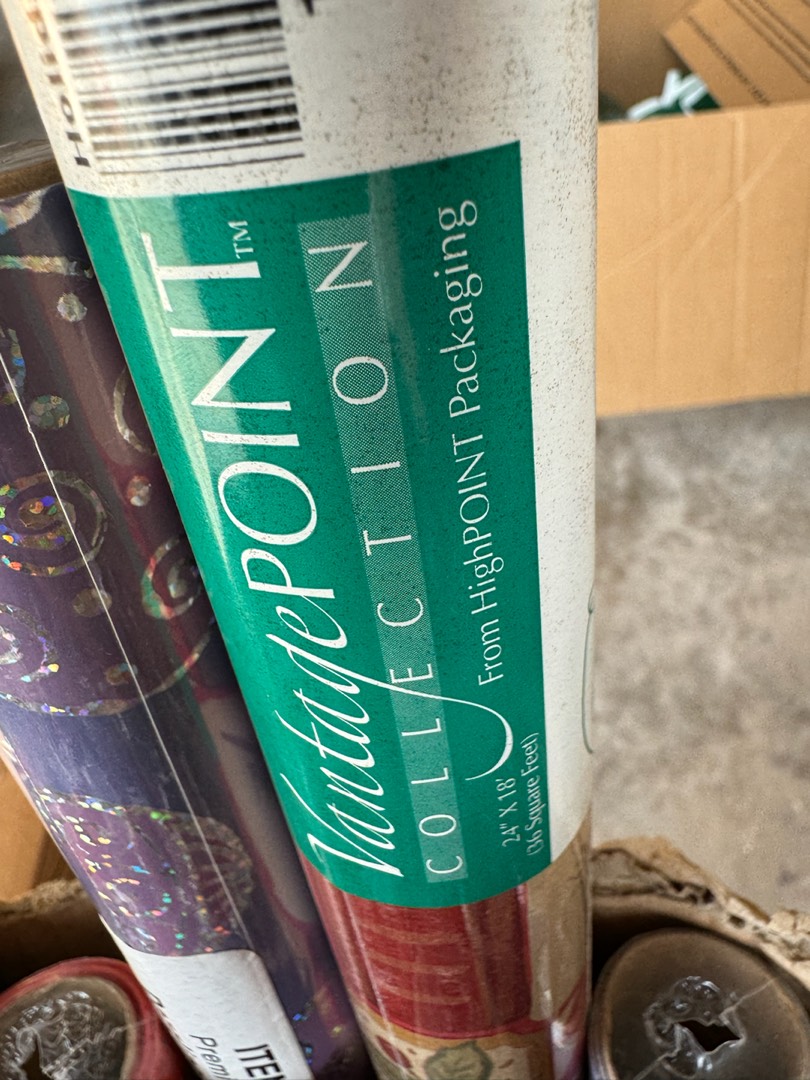 VantagePOINT™
COLLECTION
From HighPOINT Packaging
24" X 18'
(36 Square Feet)